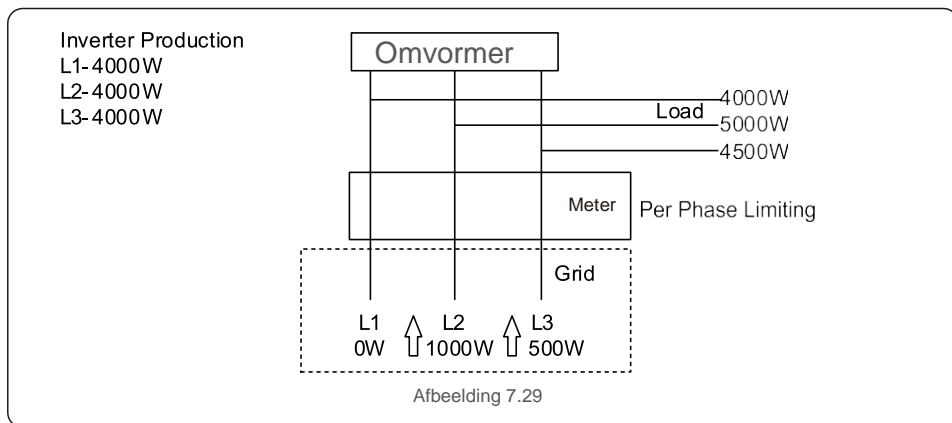 Inverter Production
L1-4000W
L2-4000W
L3-4000W
Omvormer
4000W
Load
5000W
4500W
Meter
Per Phase Limiting
Grid
L1 L2 L3
0W 1000W 500W
Afbeelding 7.29